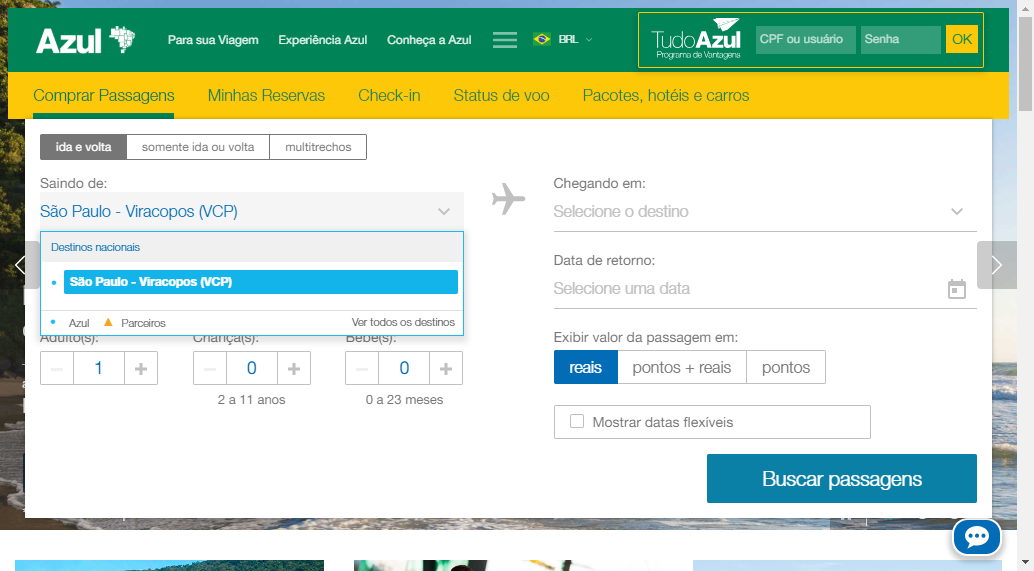 Azul
Para sua Viagem
Experiência Azul
Conheça a Azul
BRL
TudoAzul
Programa de Vantagens
CPF ou usuário
Senha
OK
Comprar Passagens
Minhas Reservas
Check-in
Status de voo
Pacotes, hotéis e carros
ida e volta
somente ida ou volta
multitrechos
Saindo de:
São Paulo - Viracopos (VCP)
Chegando em:
Selecione o destino
Destinos nacionais
São Paulo - Viracopos (VCP)
Azul
Parceiros
Ver todos os destinos
Data de retorno:
Selecione uma data
Adulto(s):
Criança(s):
Bebê(s):
1
0
0
2 a 11 anos
0 a 23 meses
Exibir valor da passagem em:
reais
pontos + reais
pontos
Mostrar datas flexíveis
Buscar passagens